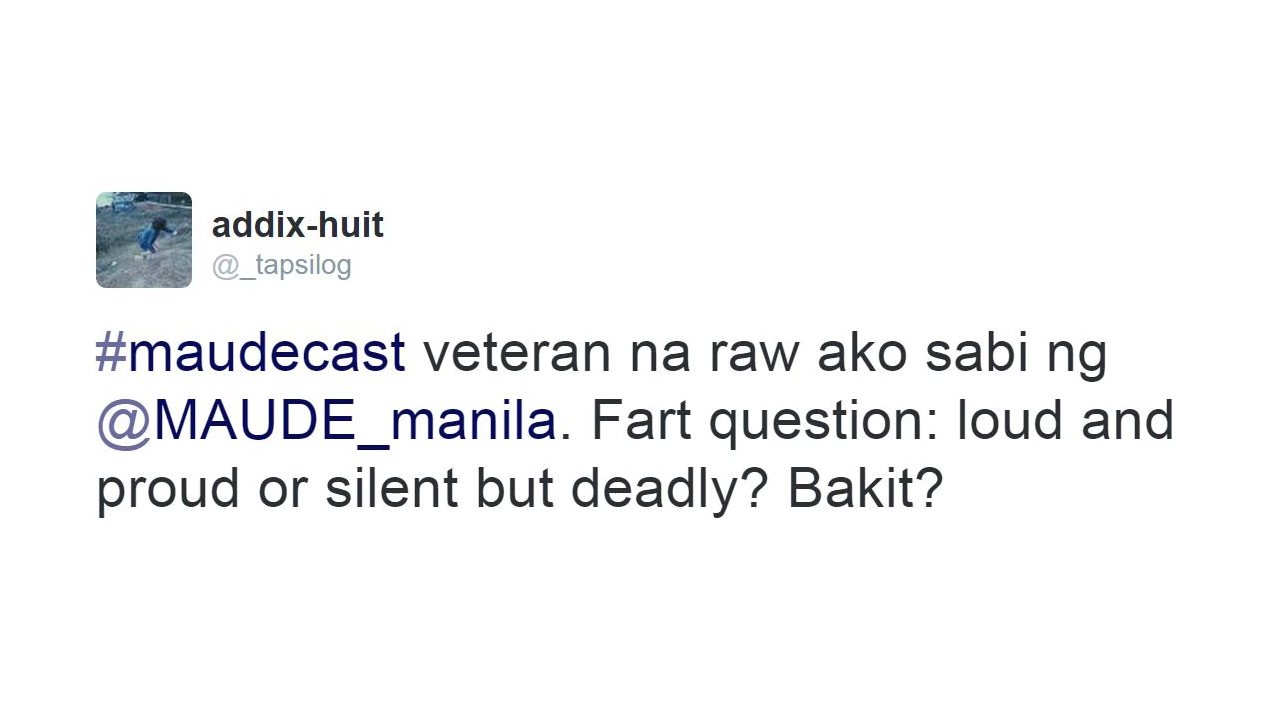 addix-huit
@_tapsilog
#maudecast veteran na raw ako sabi ng
@MAUDE_manila. Fart question: loud and
proud or silent but deadly? Bakit?